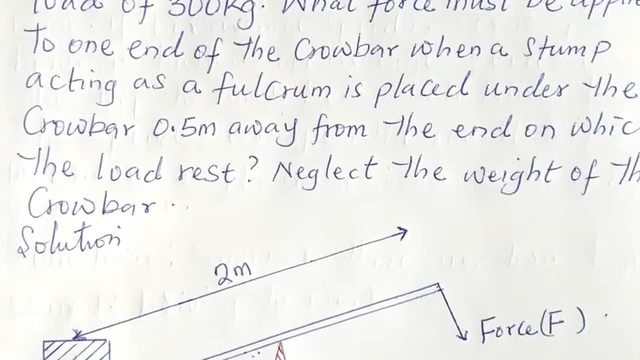 load of 300kg. What force must be
To one end of the Crowbar when a stump
acting as a fulcrum is placed under the
Crowbar 0.5m away from the end on
The load rest? Neglect the weight of
Crowbar..
Solution
2m
Force(F)